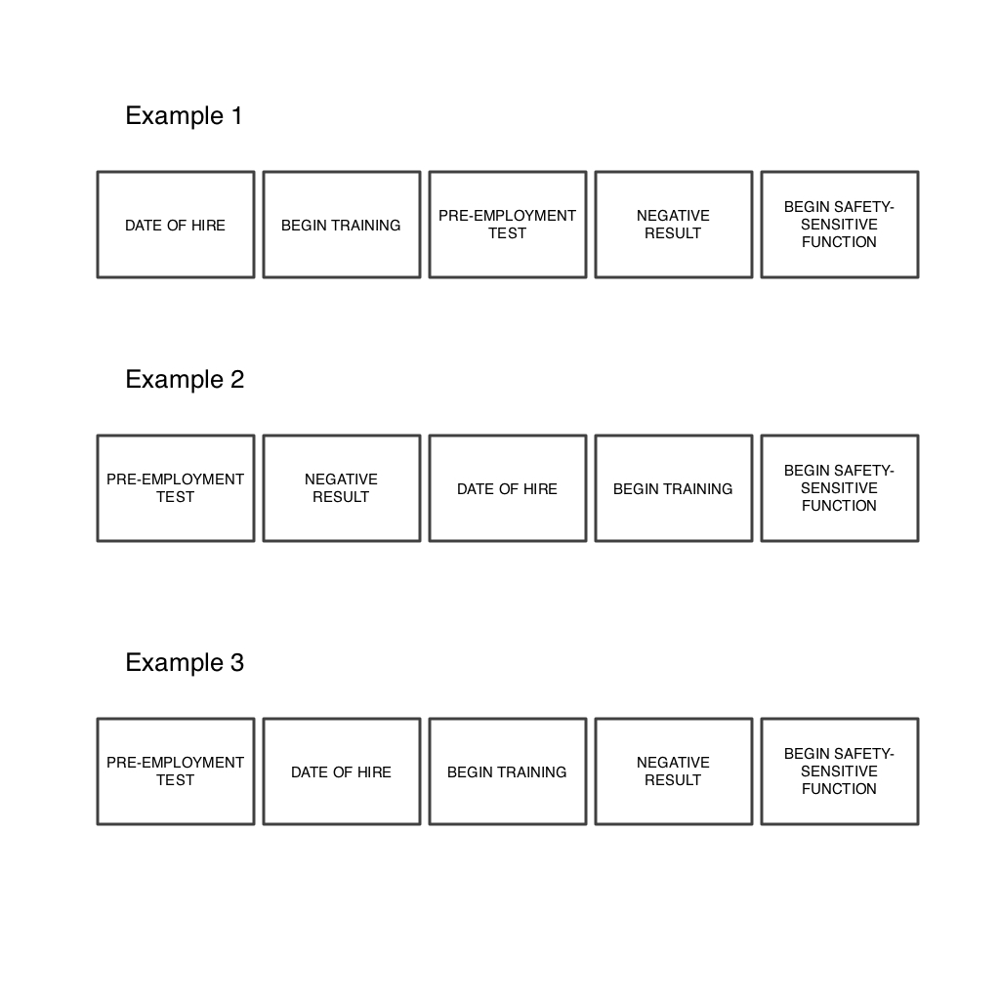 Example 1
DATE OF HIRE
BEGIN TRAINING
PRE-EMPLOYMENT
TEST
NEGATIVE
RESULT
BEGIN SAFETY-
SENSITIVE
FUNCTION
Example 2
PRE-EMPLOYMENT
TEST
NEGATIVE
RESULT
DATE OF HIRE
BEGIN TRAINING
BEGIN SAFETY-
SENSITIVE
FUNCTION
Example 3
PRE-EMPLOYMENT
TEST
DATE OF HIRE
BEGIN TRAINING
NEGATIVE
RESULT
BEGIN SAFETY-
SENSITIVE
FUNCTION